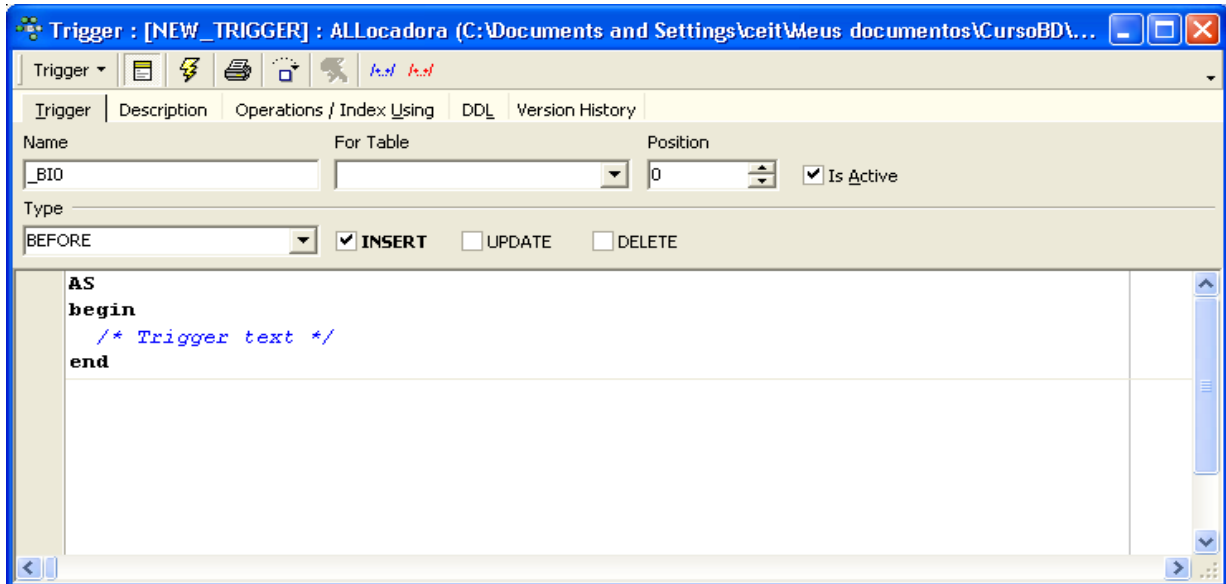 Trigger : [NEW_TRIGGER] : ALLocadora (C:\Documents and Settings\ceit\Meus documentos\CursoBD\...
Trigger
Trigger Description Operations / Index Using DDL Version History
Name For Table Position
_BI0 0 Is Active
Type
BEFORE INSERT UPDATE DELETE
AS
begin
/* Trigger text */
end